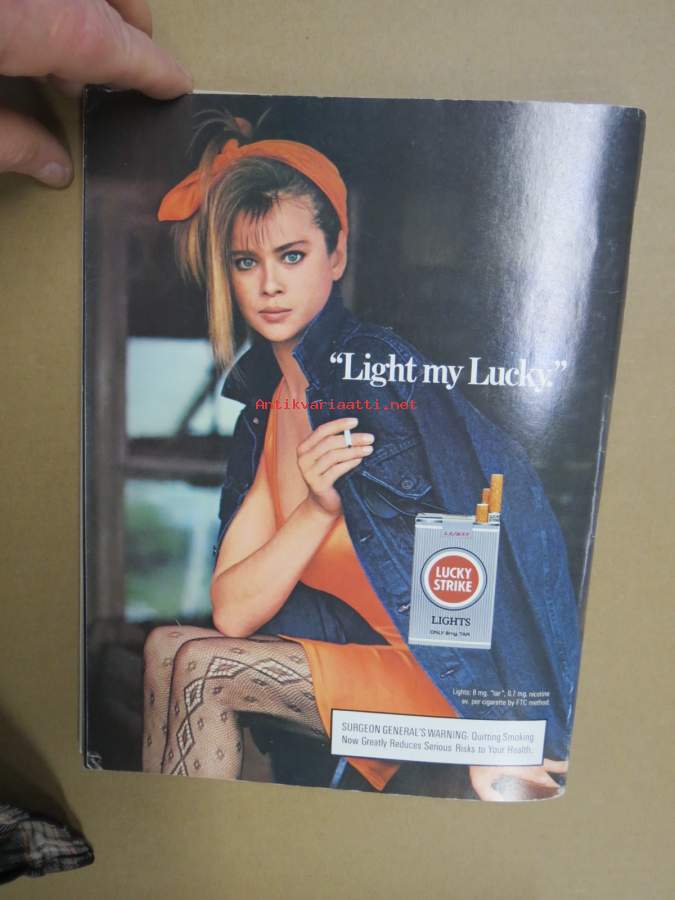 "Light my Lucky."
Antikvariaatti.net
LUCKY
STRIKE
LIGHTS
ONLY 8mg. TAR
Lights: 8 mg. "tar", 0.7 mg. nicotine
av. per cigarette by FTC method.
SURGEON GENERAL'S WARNING: Quitting Smoking
Now Greatly Reduces Serious Risks to Your Health.